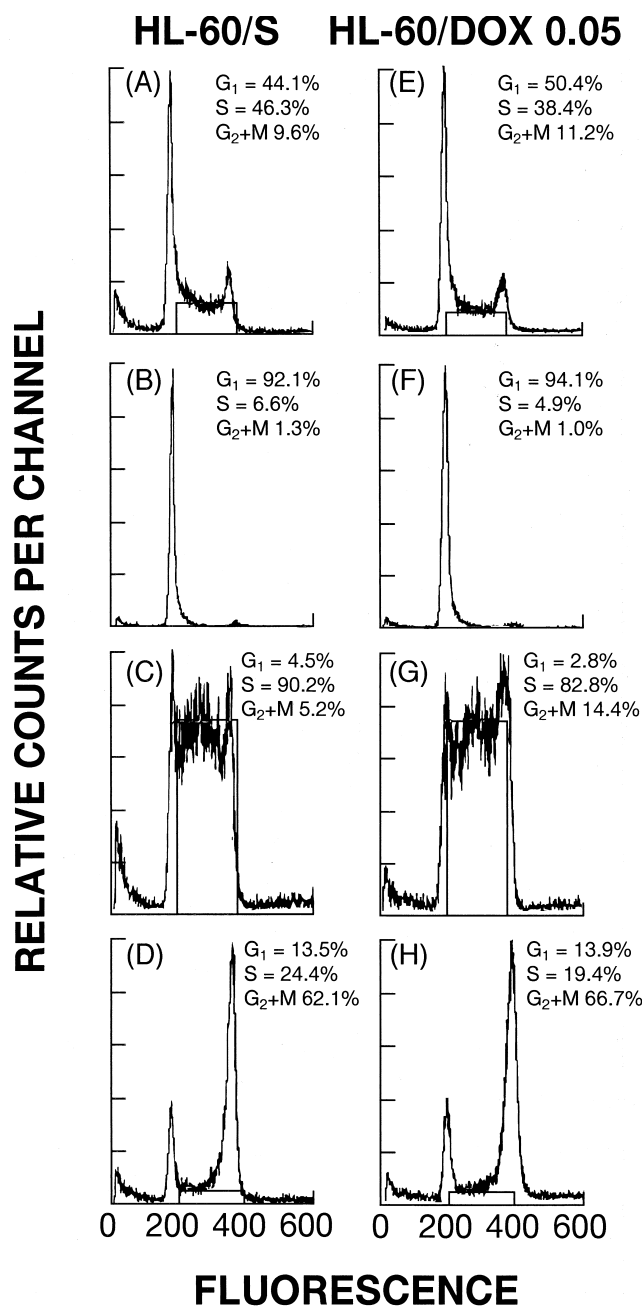 HL-60/S
HL-60/DOX 0.05
RELATIVE COUNTS PER CHANNEL
(A)
G1 = 44.1%
S = 46.3%
G2+M 9.6%
(E)
G1 = 50.4%
S = 38.4%
G2+M 11.2%
(B)
G1 = 92.1%
S = 6.6%
G2+M 1.3%
(F)
G1 = 94.1%
S = 4.9%
G2+M 1.0%
(C)
G1 = 4.5%
S = 90.2%
G2+M 5.2%
(G)
G1 = 2.8%
S = 82.8%
G2+M 14.4%
(D)
G1 = 13.5%
S = 24.4%
G2+M 62.1%
(H)
G1 = 13.9%
S = 19.4%
G2+M 66.7%
0 200 400 600
0 200 400 600
FLUORESCENCE